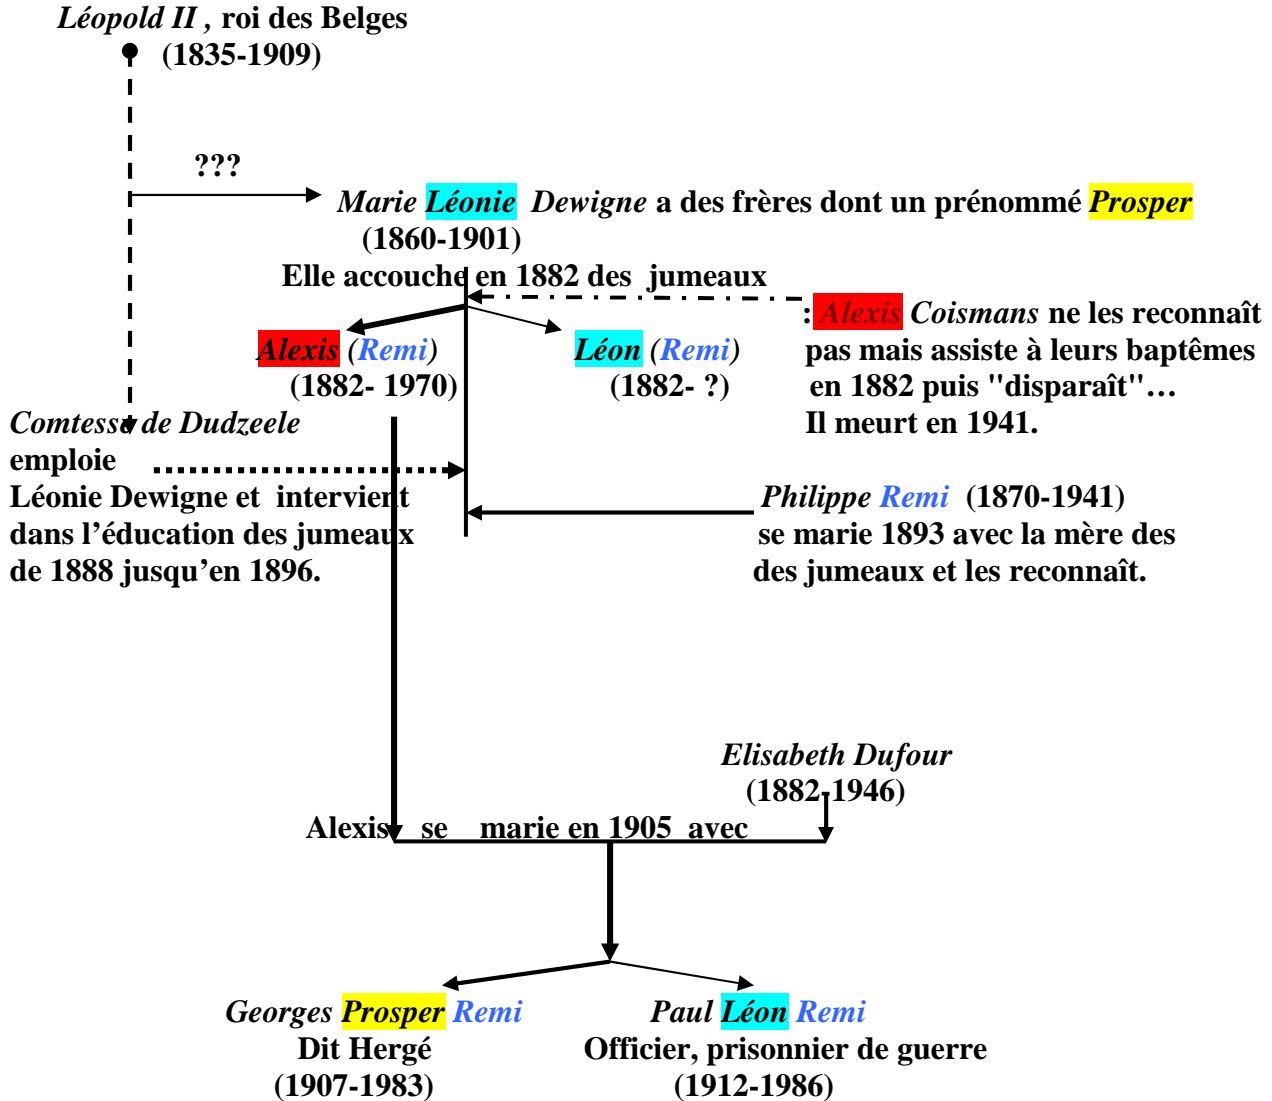 Léopold II , roi des Belges
(1835-1909)
???
Marie Léonie Dewigne a des frères dont un prénommé Prosper
(1860-1901)
Elle accouche en 1882 des jumeaux
: Alexis Coismans ne les reconnaît
pas mais assiste à leurs baptêmes
en 1882 puis "disparaît"…
Il meurt en 1941.
Alexis (Remi)
(1882- 1970)
Léon (Remi)
(1882- ?)
Comtesse de Dudzeele
emploie
Léonie Dewigne et intervient
dans l’éducation des jumeaux
de 1888 jusqu’en 1896.
Philippe Remi (1870-1941)
se marie 1893 avec la mère des
des jumeaux et les reconnaît.
Elisabeth Dufour
(1882-1946)
Alexis se marie en 1905 avec
Georges Prosper Remi
Dit Hergé
(1907-1983)
Paul Léon Remi
Officier, prisonnier de guerre
(1912-1986)